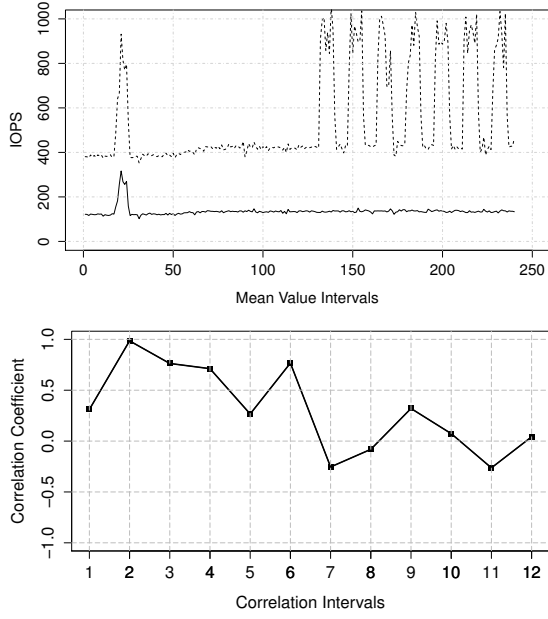 1000
800
600
400
200
0
IOPS
0 50 100 150 200 250
Mean Value Intervals
1.0
0.5
0.0
−0.5
−1.0
Correlation Coefficient
1 2 3 4 5 6 7 8 9 10 11 12
Correlation Intervals